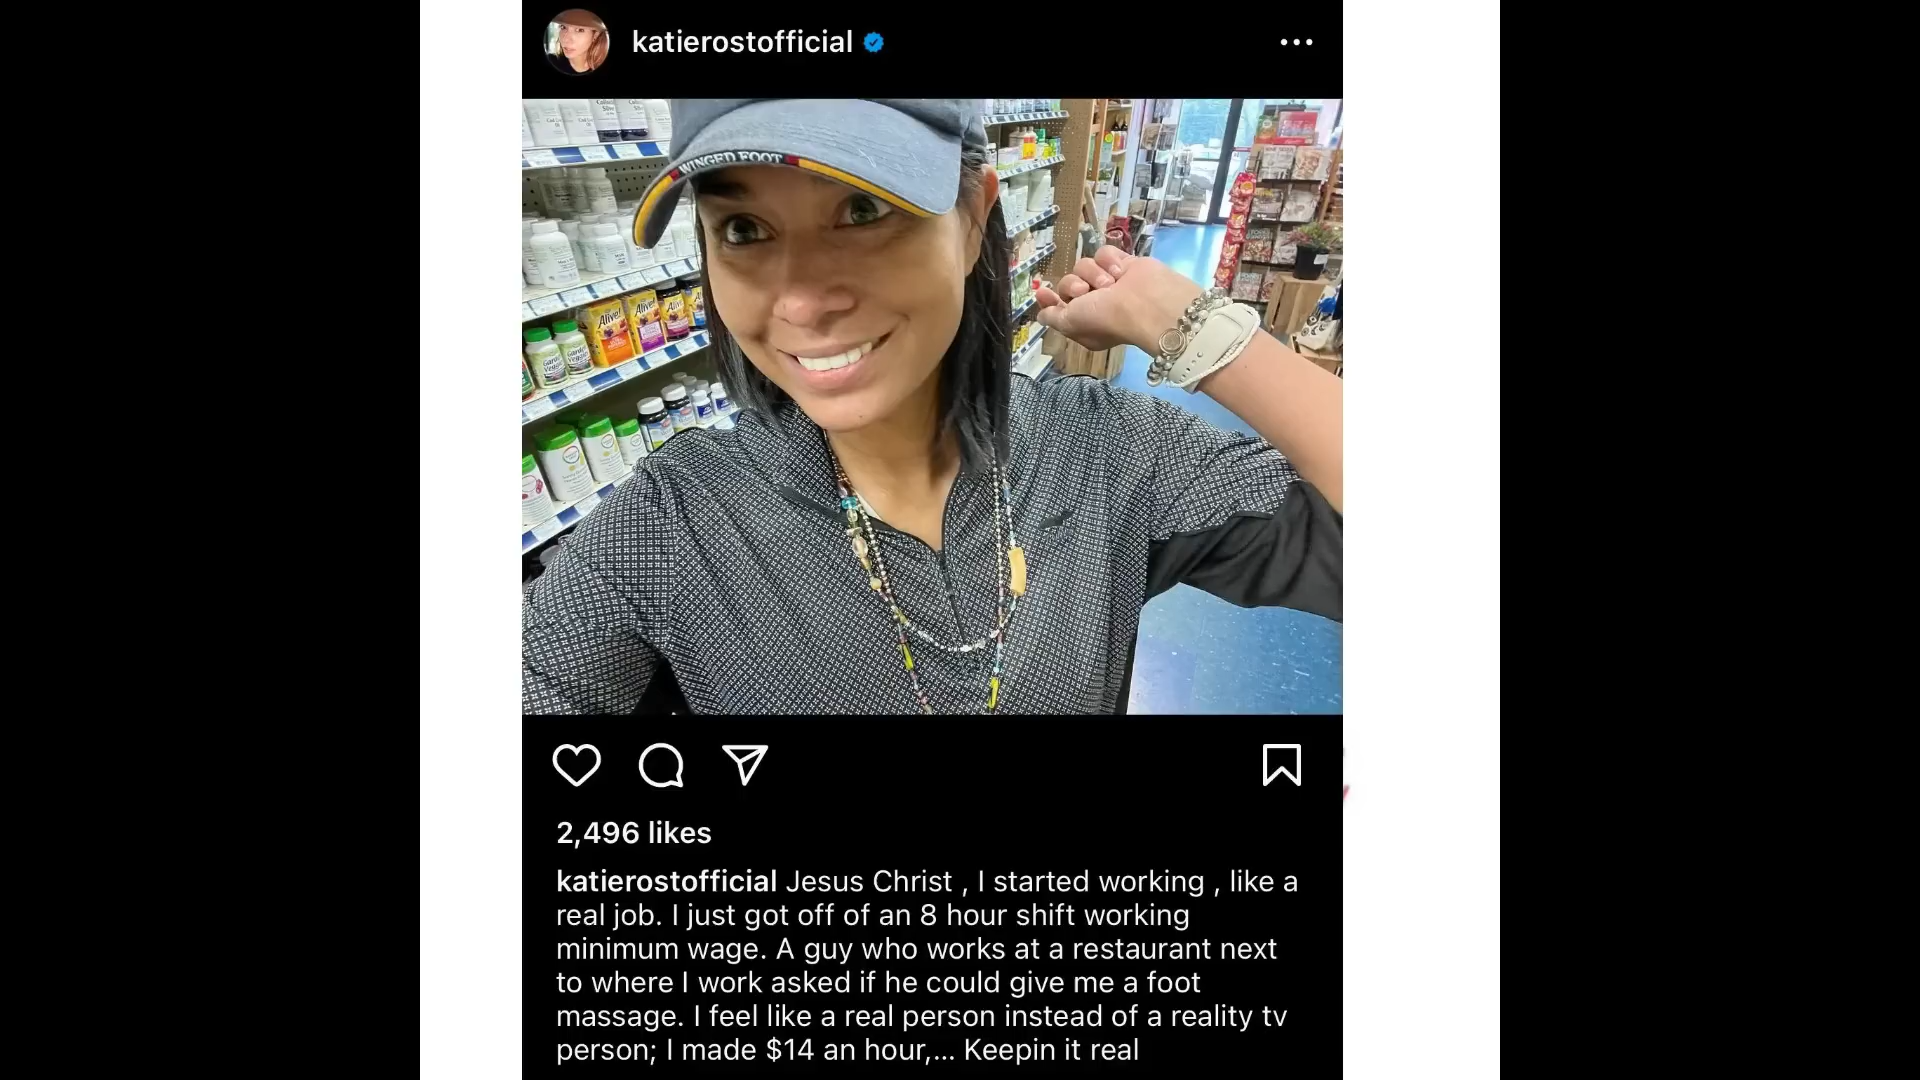 katierostofficial
WINGED FOOT
Alive!
Alive!
Alive!
2,496 likes
katierostofficial Jesus Christ , I started working , like a
real job. I just got off of an 8 hour shift working
minimum wage. A guy who works at a restaurant next
to where I work asked if he could give me a foot
massage. I feel like a real person instead of a reality tv
person; I made $14 an hour,... Keepin it real